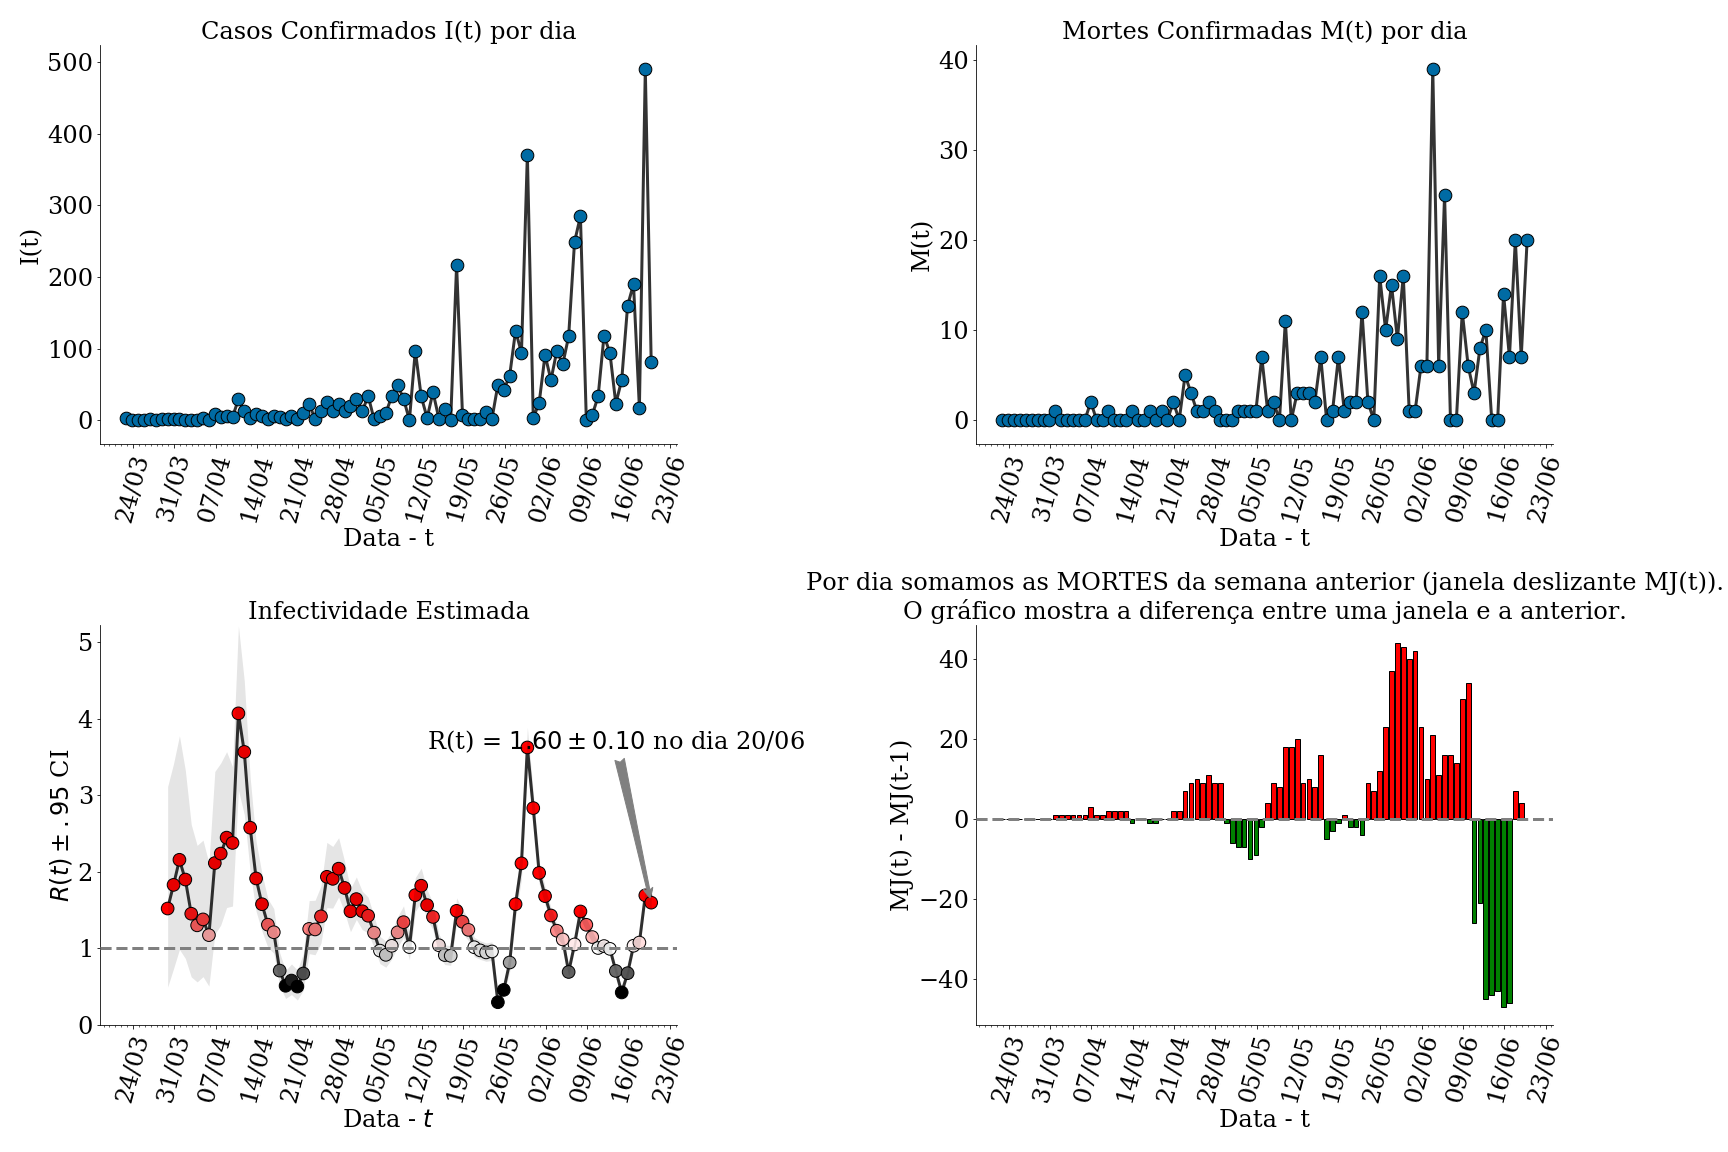 Casos Confirmados I(t) por dia
I(t)
500
400
300
200
100
0
24/03 31/03 07/04 14/04 21/04 28/04 05/05 12/05 19/05 26/05 02/06 09/06 16/06 23/06
Data - t
Mortes Confirmadas M(t) por dia
M(t)
40
30
20
10
0
24/03 31/03 07/04 14/04 21/04 28/04 05/05 12/05 19/05 26/05 02/06 09/06 16/06 23/06
Data - t
Infectividade Estimada
R(t) ± .95 CI
5
4
R(t) = 1.60 ± 0.10 no dia 20/06
3
2
1
0
24/03 31/03 07/04 14/04 21/04 28/04 05/05 12/05 19/05 26/05 02/06 09/06 16/06 23/06
Data - t
Por dia somamos as MORTES da semana anterior (janela deslizante MJ(t)).
O gráfico mostra a diferença entre uma janela e a anterior.
MJ(t) - MJ(t-1)
40
20
0
−20
−40
24/03 31/03 07/04 14/04 21/04 28/04 05/05 12/05 19/05 26/05 02/06 09/06 16/06 23/06
Data - t